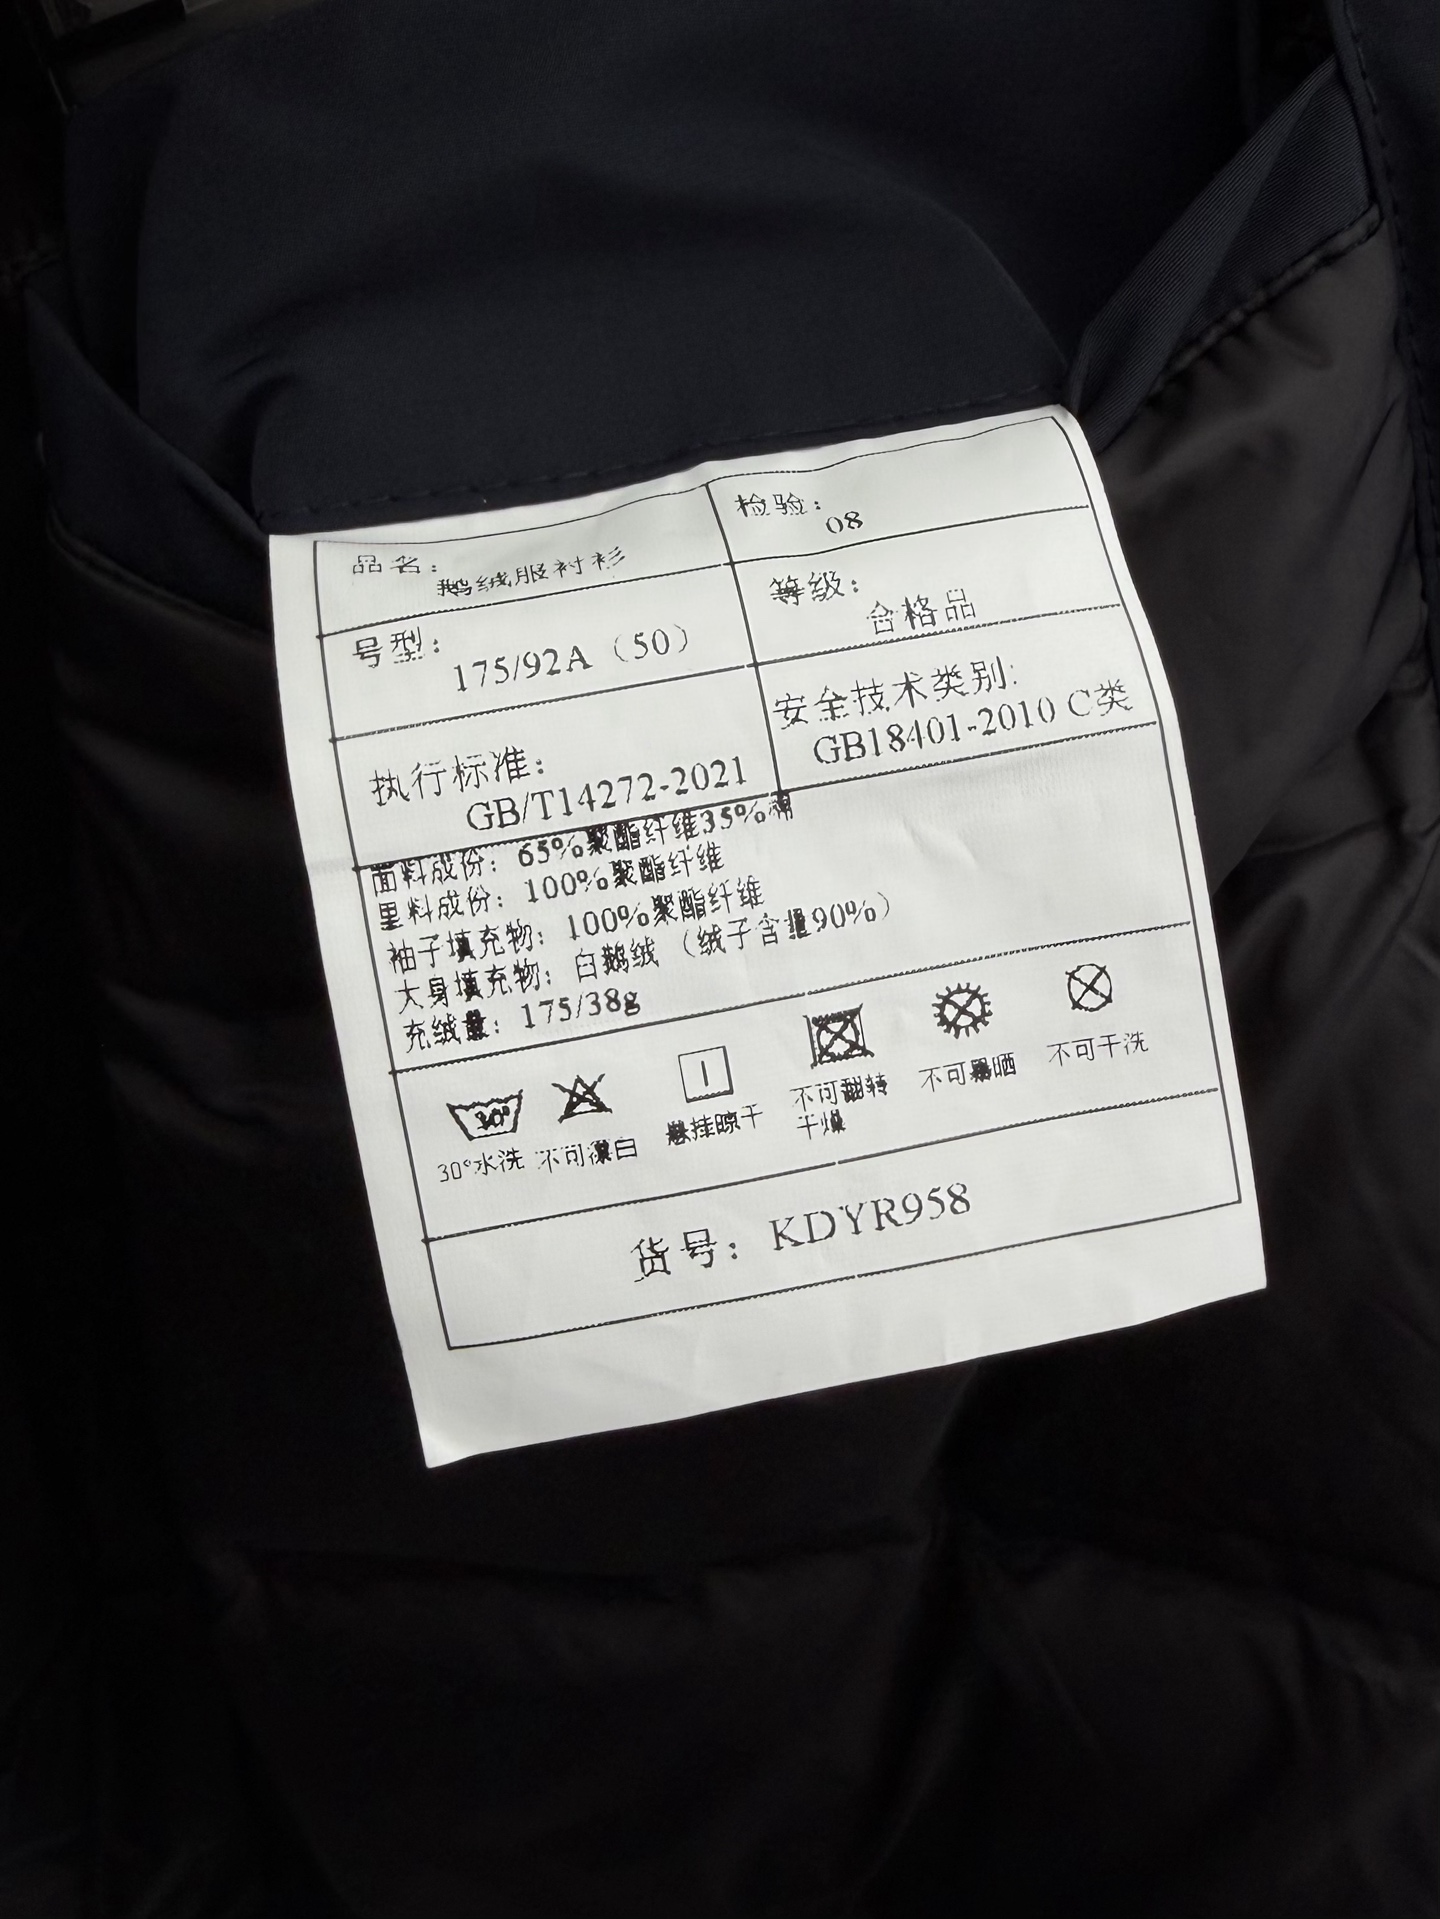 品名：
鹅绒服衬衫
检验：
08
号型：
175/92A（50）
等级：
合格品
执行标准：
GB/T14272-2021
安全技术类别：
GB18401-2010 C类
面料成份：65%聚酯纤维35%棉
里料成份：100%聚酯纤维
袖子填充物：100%聚酯纤维
大身填充物：白鹅绒（绒子含量90%）
充绒量：175/38g
30°
30°水洗
不可漂白
悬挂晾干
不可翻转
干燥
不可暴晒
不可干洗
货号：KDYR958